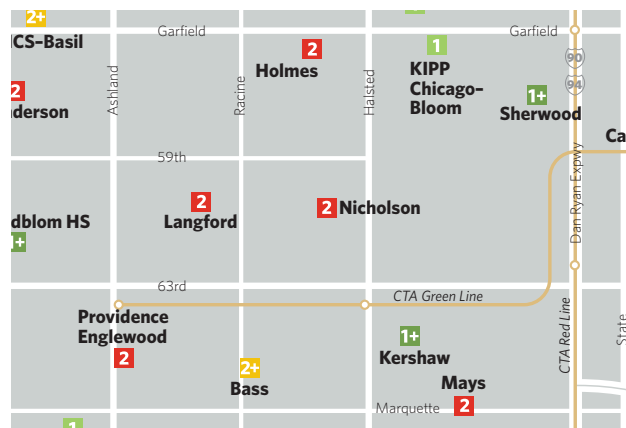 2+
ICS–Basil
Garfield
Garfield
2
Holmes
1
KIPP
Chicago–
Bloom
90
94
1+
Sherwood
2
derson
Ashland
Racine
Halsted
Ca
59th
Dan Ryan Expwy
2
Langford
2 Nicholson
dblom HS
1+
63rd
CTA Green Line
Providence
Englewood
2
CTA Red Line
State
1+
Kershaw
2+
Bass
Mays
Marquette
2
1